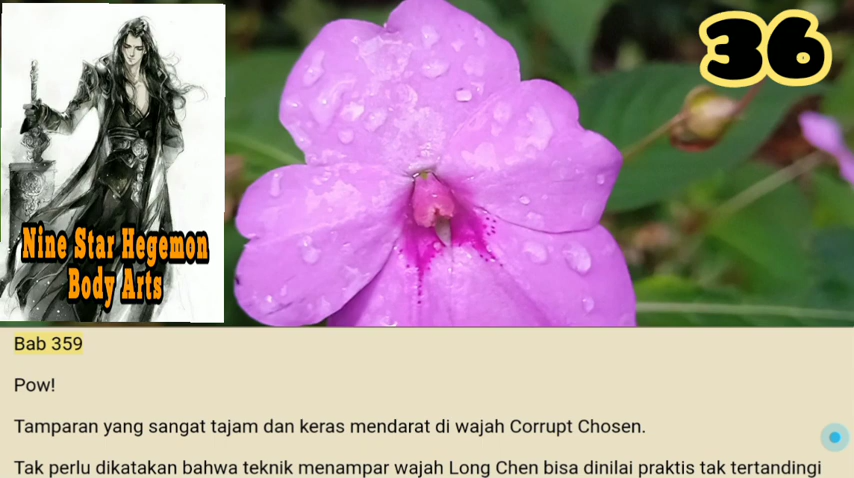 36
Nine Star Hegemon
Body Arts
Bab 359
Pow!
Tamparan yang sangat tajam dan keras mendarat di wajah Corrupt Chosen.
Tak perlu dikatakan bahwa teknik menampar wajah Long Chen bisa dinilai praktis tak tertandingi